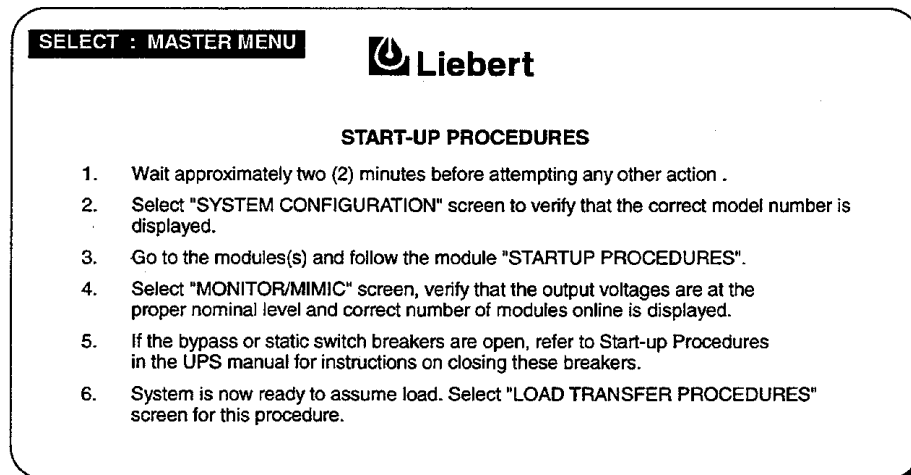 SELECT : MASTER MENU
Liebert
START-UP PROCEDURES
1. Wait approximately two (2) minutes before attempting any other action .
2. Select "SYSTEM CONFIGURATION" screen to verify that the correct model number is
displayed.
3. Go to the modules(s) and follow the module "STARTUP PROCEDURES".
4. Select "MONITOR/MIMIC" screen, verify that the output voltages are at the
proper nominal level and correct number of modules online is displayed.
5. If the bypass or static switch breakers are open, refer to Start-up Procedures
in the UPS manual for instructions on closing these breakers.
6. System is now ready to assume load. Select "LOAD TRANSFER PROCEDURES"
screen for this procedure.